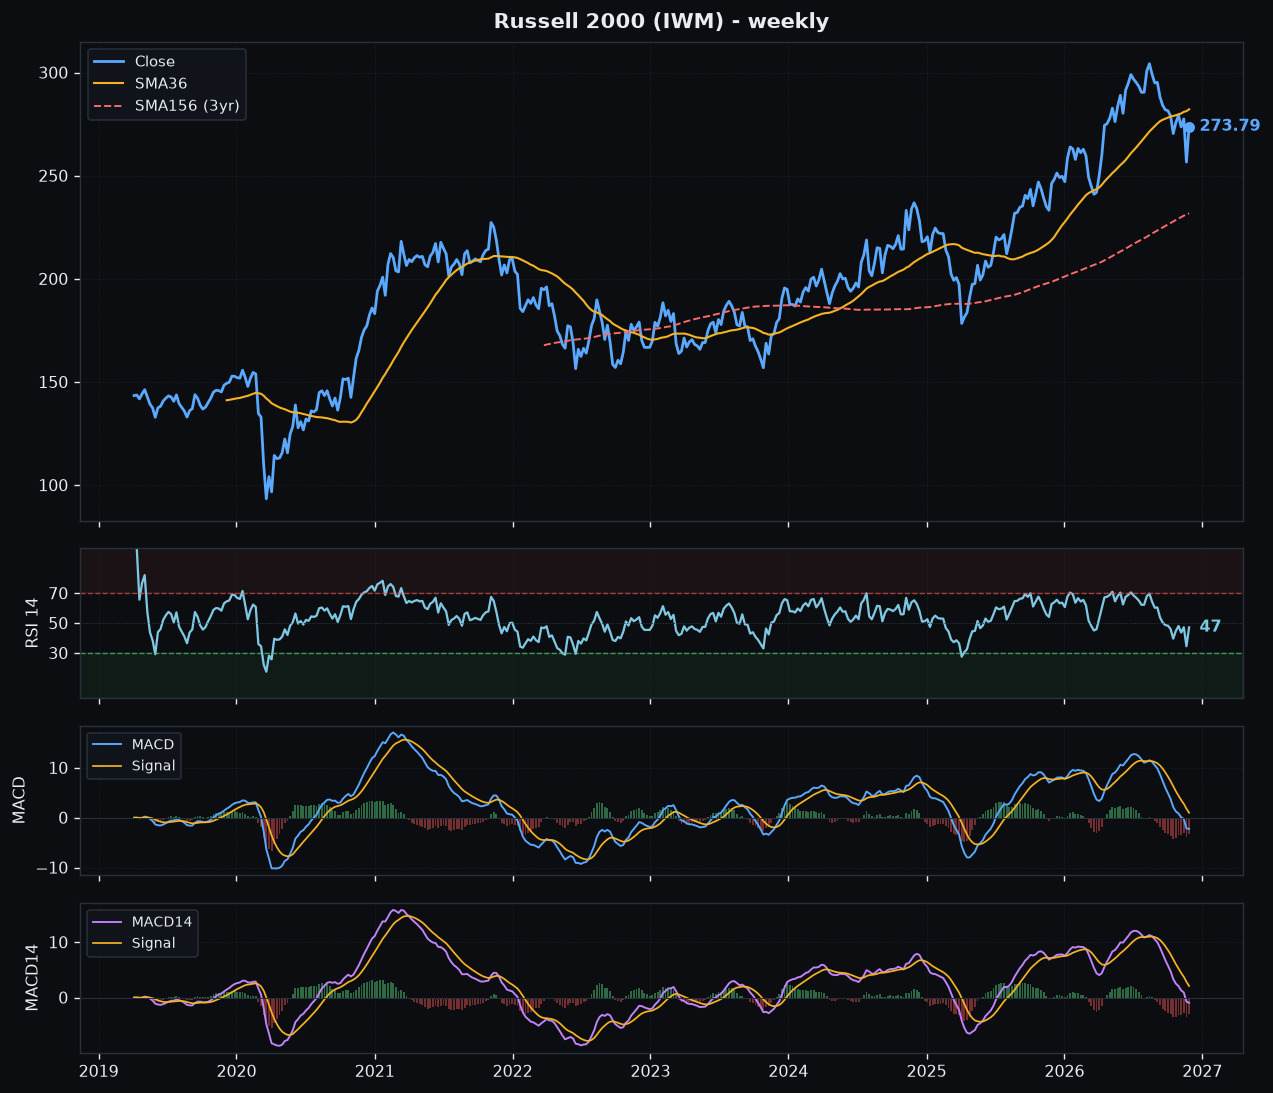 Russell 2000 (IWM) - weekly
Close
SMA36
SMA156 (3yr)
300
250
200
150
100
273.79
RSI 14
70
50
30
47
MACD
Signal
MACD
10
0
−10
MACD14
Signal
MACD14
10
0
2019 2020 2021 2022 2023 2024 2025 2026 2027